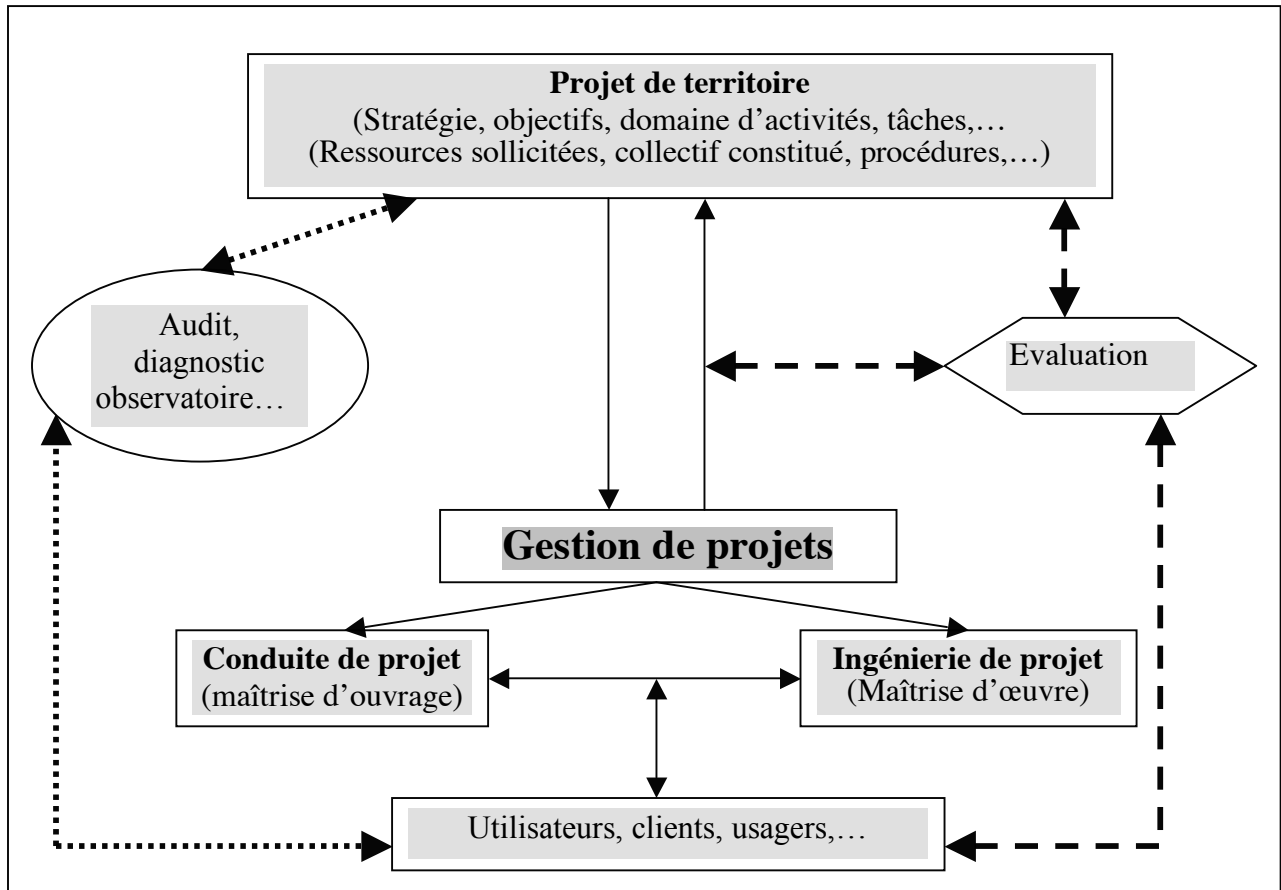 Projet de territoire
(Stratégie, objectifs, domaine d’activités, tâches,…
(Ressources sollicitées, collectif constitué, procédures,…)
Audit,
diagnostic
observatoire…
Evaluation
Gestion de projets
Conduite de projet
(maîtrise d’ouvrage)
Ingénierie de projet
(Maîtrise d’œuvre)
Utilisateurs, clients, usagers,…